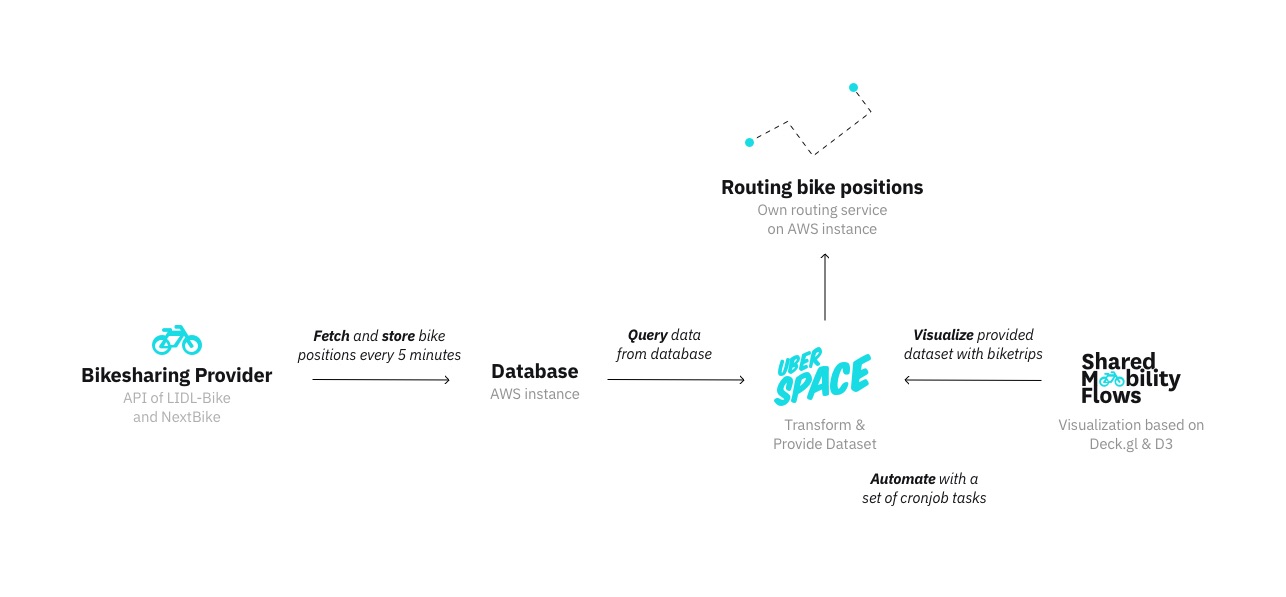 Routing bike positions
Own routing service
on AWS instance
Bikesharing Provider
API of LIDL-Bike
and NextBike
Fetch and store bike
positions every 5 minutes
Database
AWS instance
Query data
from database
UBER
SPACE
Transform &
Provide Dataset
Visualize provided
dataset with biketrips
Shared
Mobility
Flows
Visualization based on
Deck.gl & D3
Automate with a
set of cronjob tasks